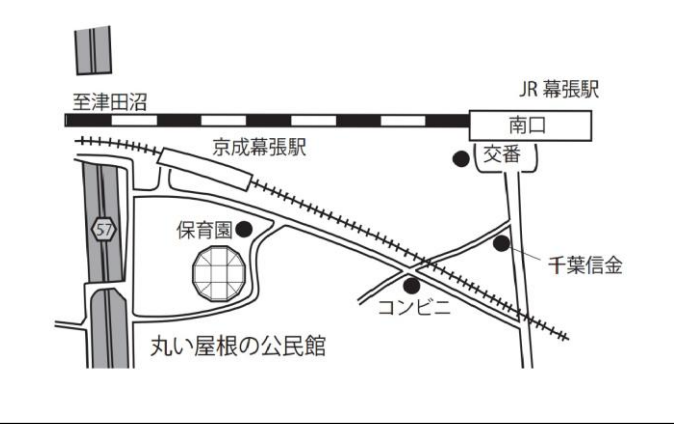 JR 幕張駅
至津田沼
南口
京成幕張駅
交番
57
保育園
千葉信金
コンビニ
丸い屋根の公民館